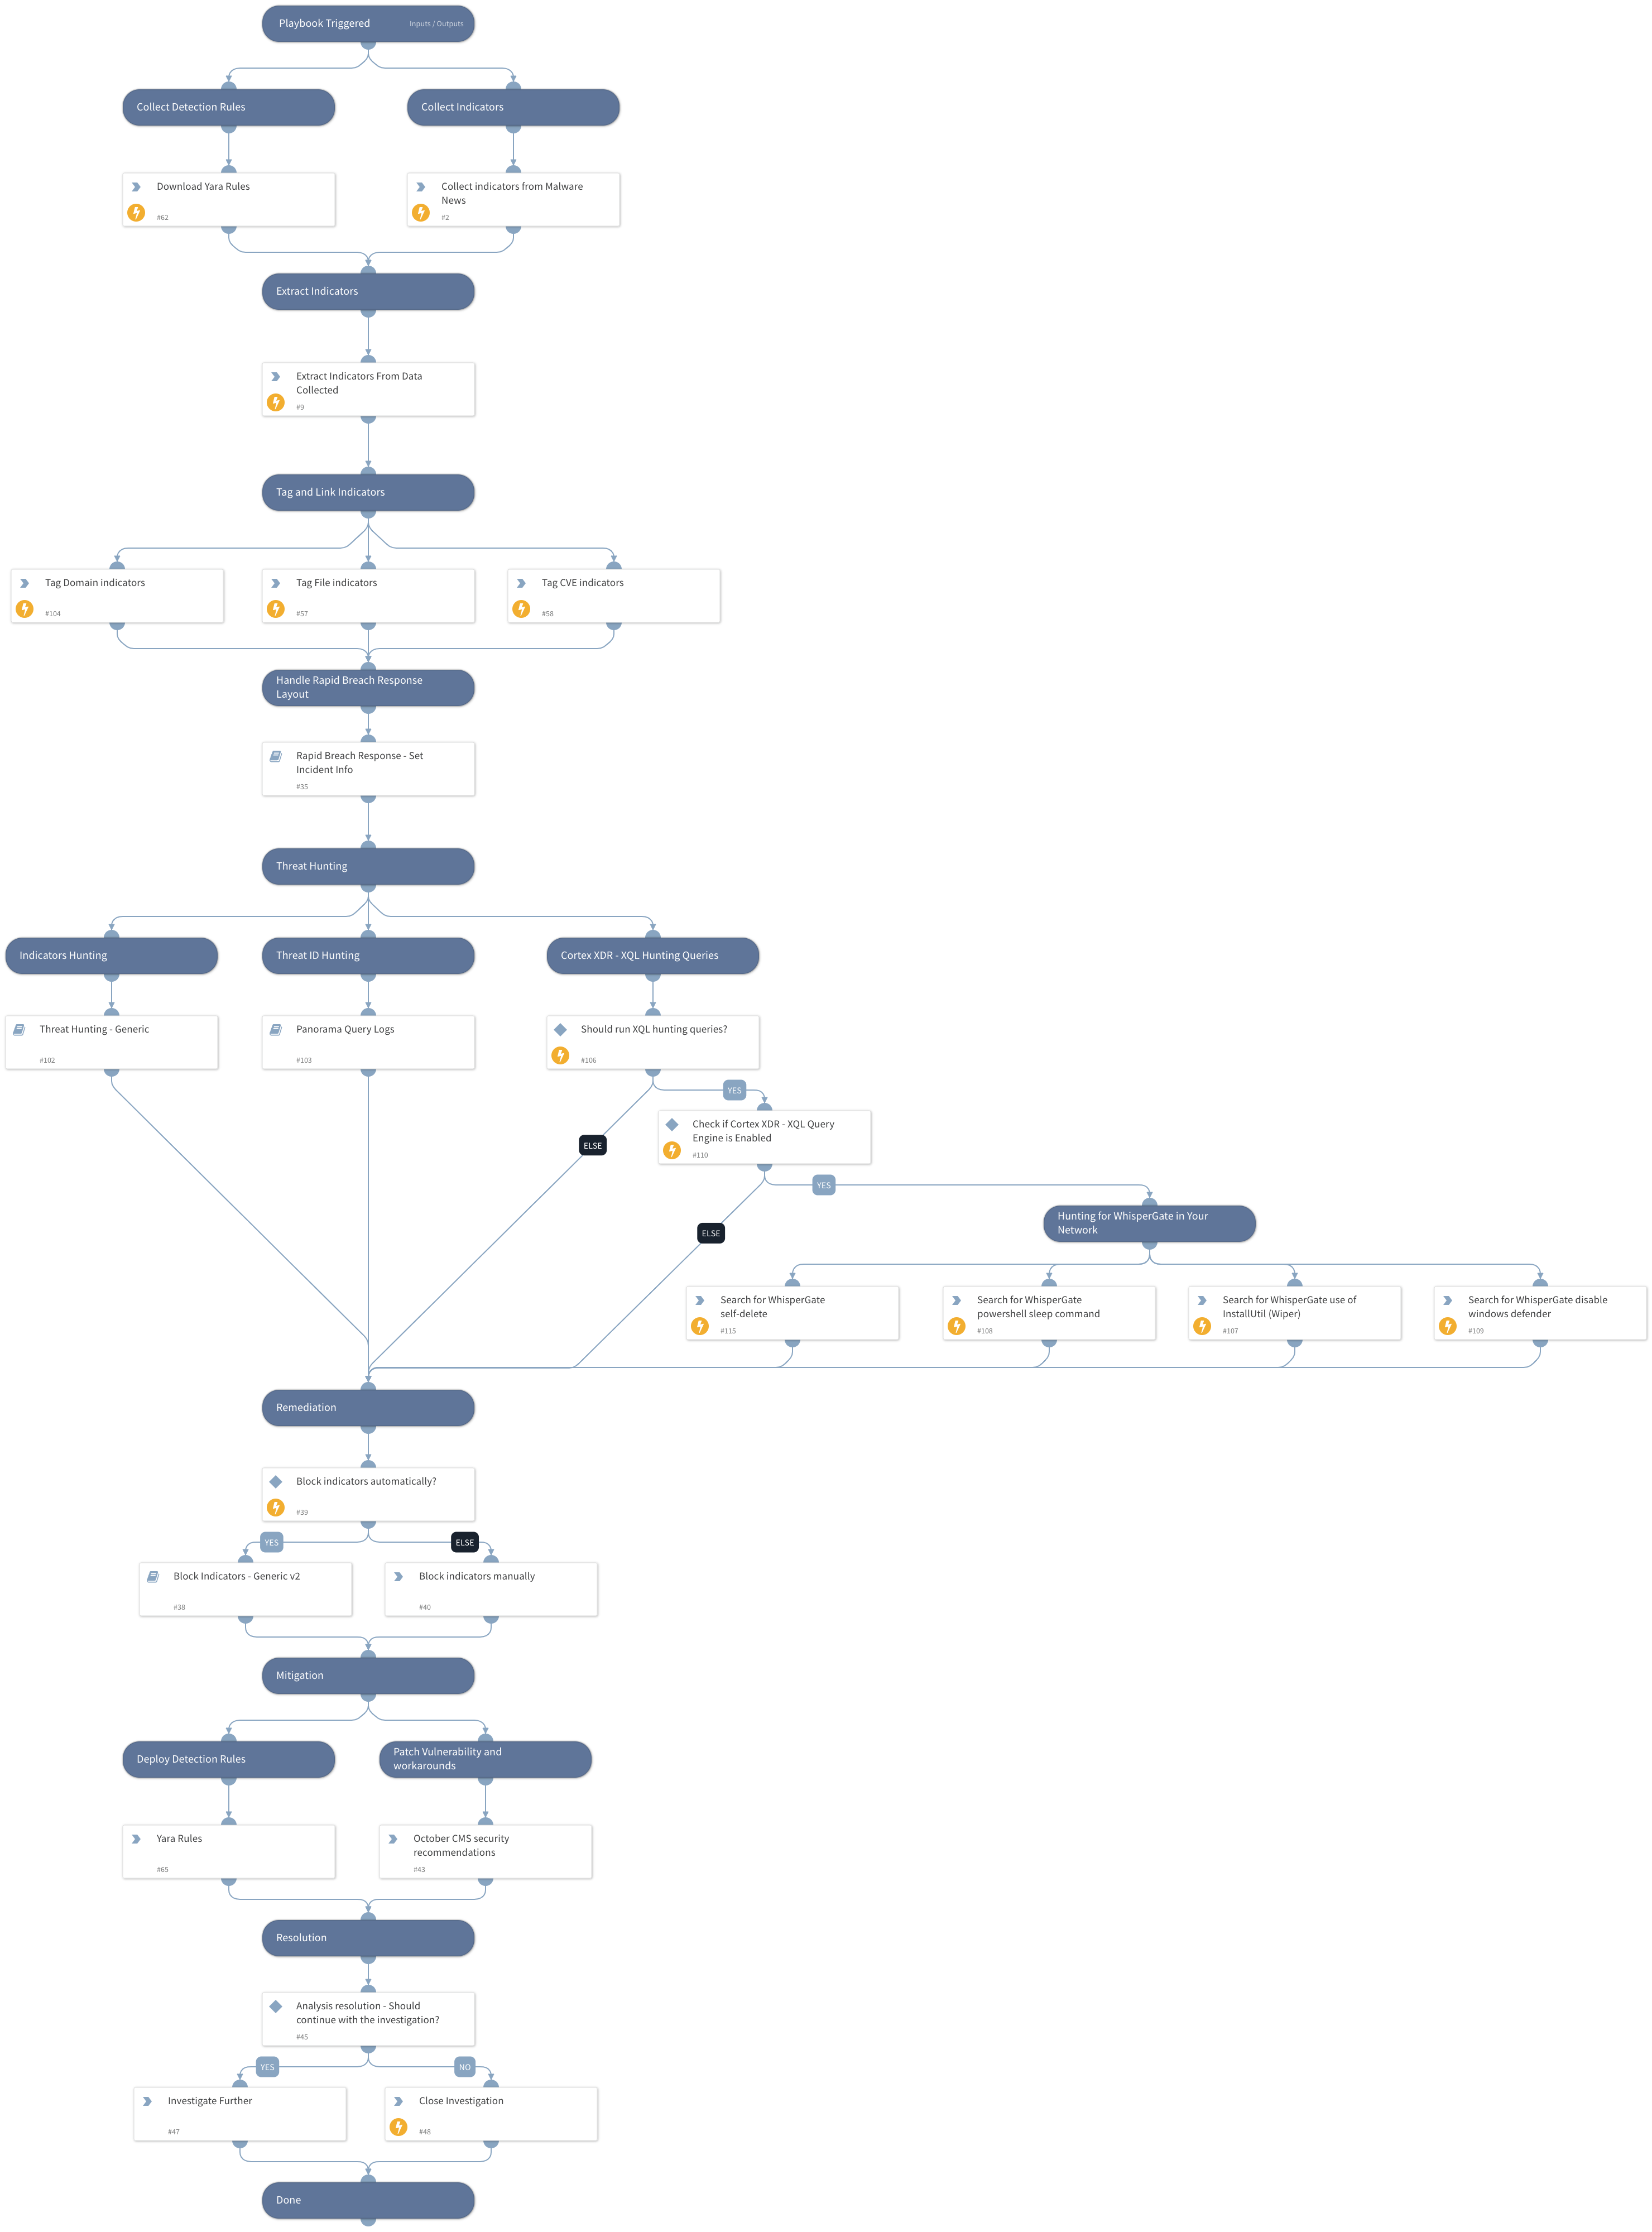 Playbook Triggered
Inputs / Outputs
Collect Detection Rules
Collect Indicators
Download Yara Rules
#62
Collect indicators from Malware
News
#2
Extract Indicators
Extract Indicators From Data
Collected
#9
Tag and Link Indicators
Tag Domain indicators
#104
Tag File indicators
#57
Tag CVE indicators
#58
Handle Rapid Breach Response
Layout
Rapid Breach Response - Set
Incident Info
#35
Threat Hunting
Indicators Hunting
Threat ID Hunting
Cortex XDR - XQL Hunting Queries
Threat Hunting - Generic
#102
Panorama Query Logs
#103
Should run XQL hunting queries?
#106
YES
ELSE
Check if Cortex XDR - XQL Query
Engine is Enabled
#110
YES
ELSE
Hunting for WhisperGate in Your
Network
Search for WhisperGate
self-delete
#115
Search for WhisperGate
powershell sleep command
#108
Search for WhisperGate use of
InstallUtil (Wiper)
#107
Search for WhisperGate disable
windows defender
#109
Remediation
Block indicators automatically?
#39
YES
ELSE
Block Indicators - Generic v2
#38
Block indicators manually
#40
Mitigation
Deploy Detection Rules
Patch Vulnerability and
workarounds
Yara Rules
#65
October CMS security
recommendations
#43
Resolution
Analysis resolution - Should
continue with the investigation?
#45
YES
NO
Investigate Further
#47
Close Investigation
#48
Done